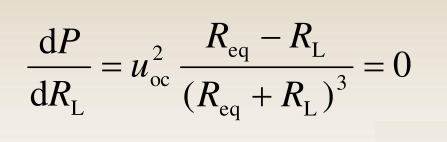 dP/dR_L = u_oc^2 (R_eq − R_L)/(R_eq + R_L)^3 = 0